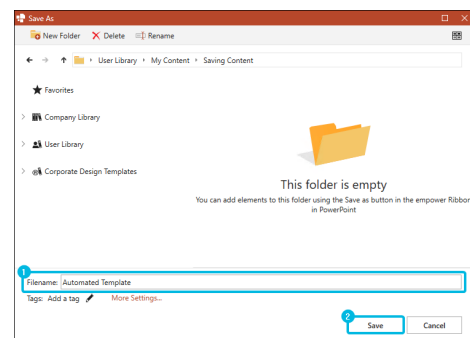 Save As
New Folder Delete Rename
User Library My Content Saving Content
Favorites
Company Library
User Library
Corporate Design Templates
This folder is empty
You can add elements to this folder using the Save as button in the empower Ribbon
in PowerPoint
1
Filename: Automated Template
Tags: Add a tag More Settings...
2
Save Cancel